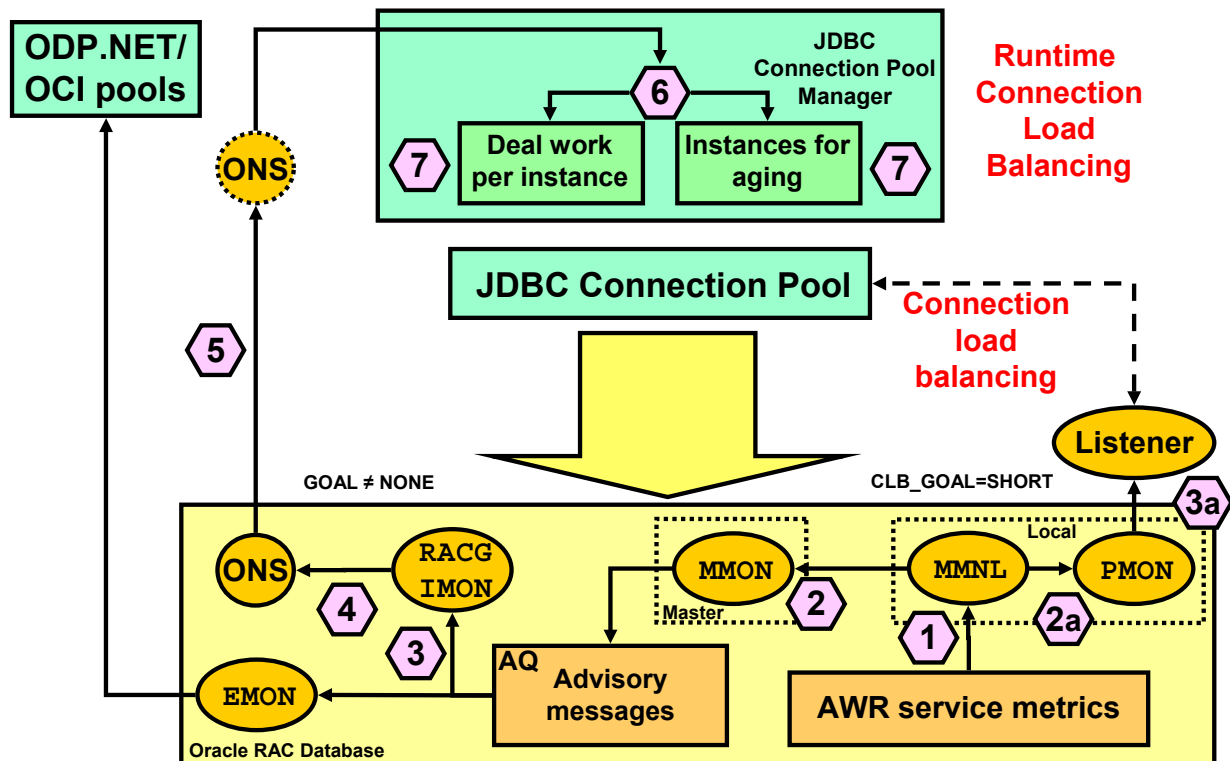 ODP.NET/
OCI pools
JDBC
Connection Pool
Manager
6
7
Deal work
per instance
Instances for
aging
7
Runtime
Connection
Load
Balancing
ONS
JDBC Connection Pool
Connection
load
balancing
5
Listener
GOAL ≠ NONE
CLB_GOAL=SHORT
3a
Local
ONS
RACG
IMON
MMON
MMNL
PMON
4
Master
2
1
2a
3
AQ
Advisory
messages
AWR service metrics
EMON
Oracle RAC Database